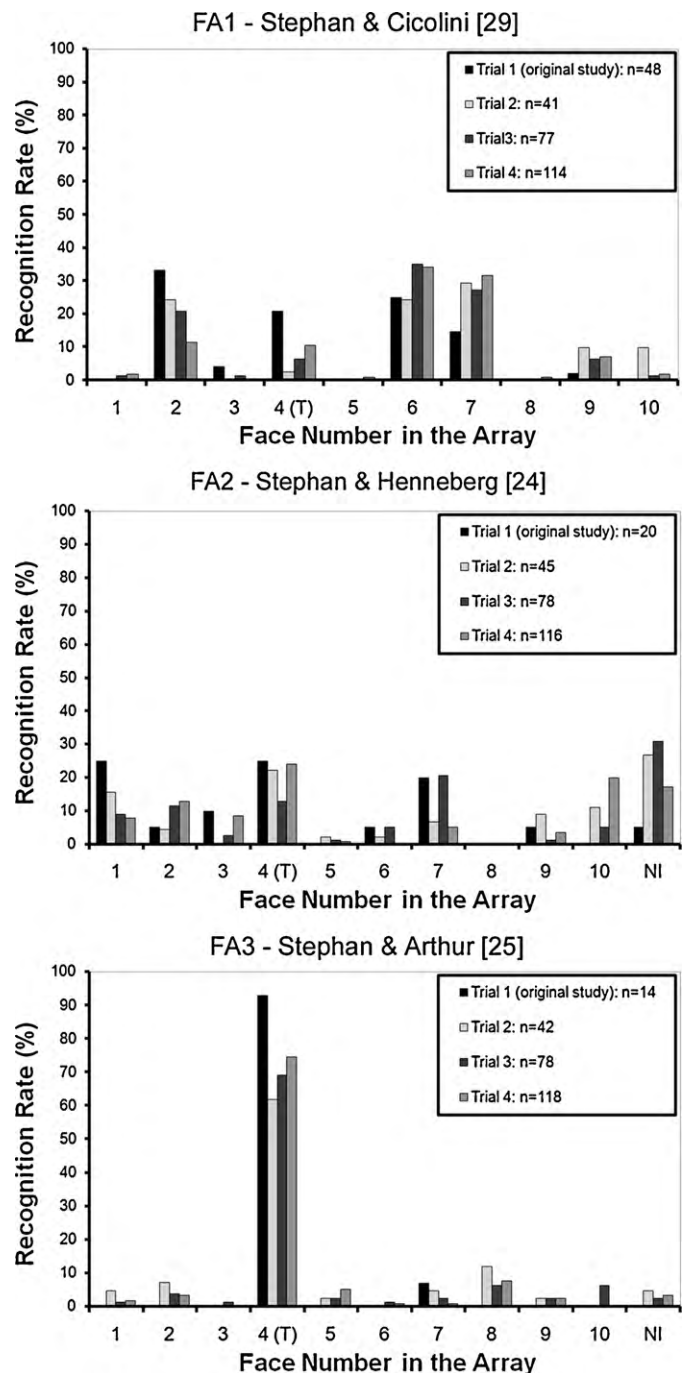 FA1 - Stephan & Cicolini [29]
Recognition Rate (%)
100
90
80
70
60
50
40
30
20
10
0
Trial 1 (original study): n=48
Trial 2: n=41
Trial3: n=77
Trial 4: n=114
1 2 3 4 (T) 5 6 7 8 9 10
Face Number in the Array
FA2 - Stephan & Henneberg [24]
Recognition Rate (%)
100
90
80
70
60
50
40
30
20
10
0
Trial 1 (original study): n=20
Trial 2: n=45
Trial 3: n=78
Trial 4: n=116
1 2 3 4 (T) 5 6 7 8 9 10 NI
Face Number in the Array
FA3 - Stephan & Arthur [25]
Recognition Rate (%)
100
90
80
70
60
50
40
30
20
10
0
Trial 1 (original study): n=14
Trial 2: n=42
Trial 3: n=78
Trial 4: n=118
1 2 3 4 (T) 5 6 7 8 9 10 NI
Face Number in the Array